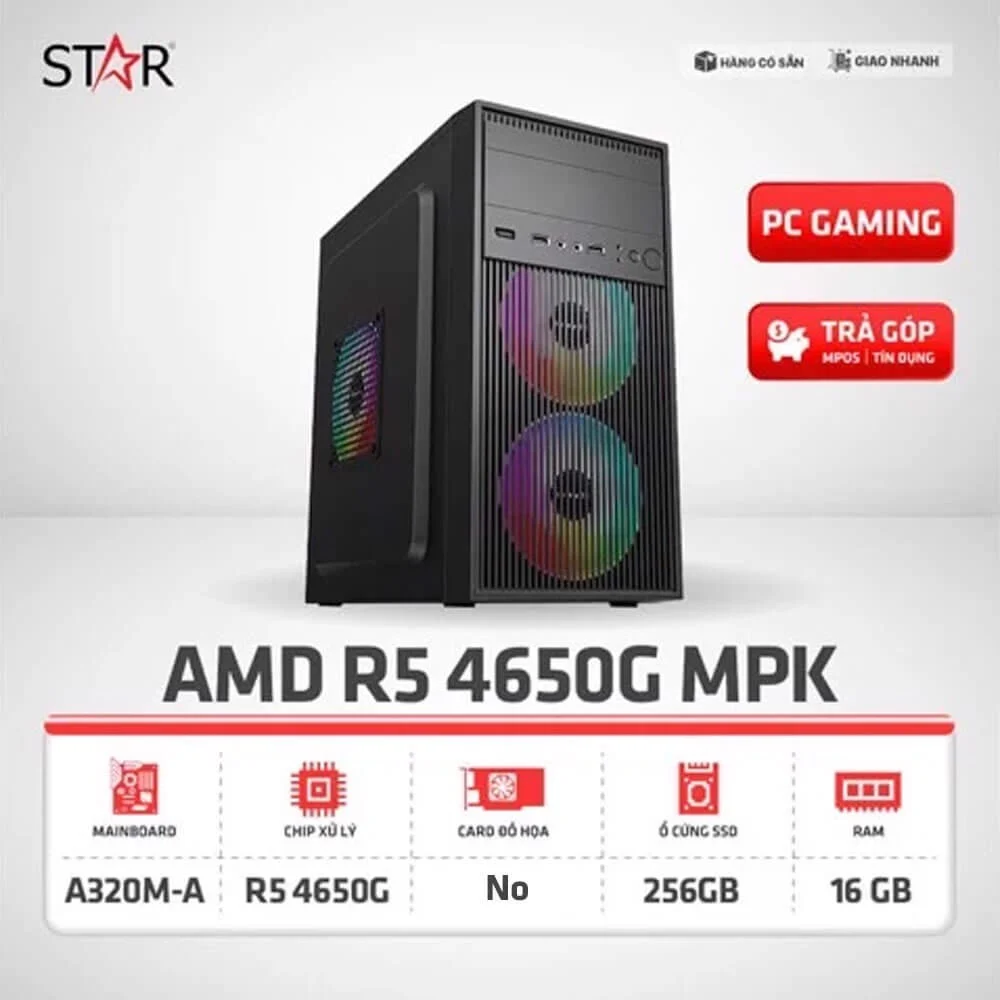 STAR®
HÀNG CÓ SẴN
GIAO NHANH
PC GAMING
TRẢ GÓP
MPOS | TÍN DỤNG
AMD R5 4650G MPK
MAINBOARD
CHIP XỬ LÝ
CARD ĐỒ HỌA
Ổ CỨNG SSD
RAM
A320M-A
R5 4650G
No
256GB
16 GB